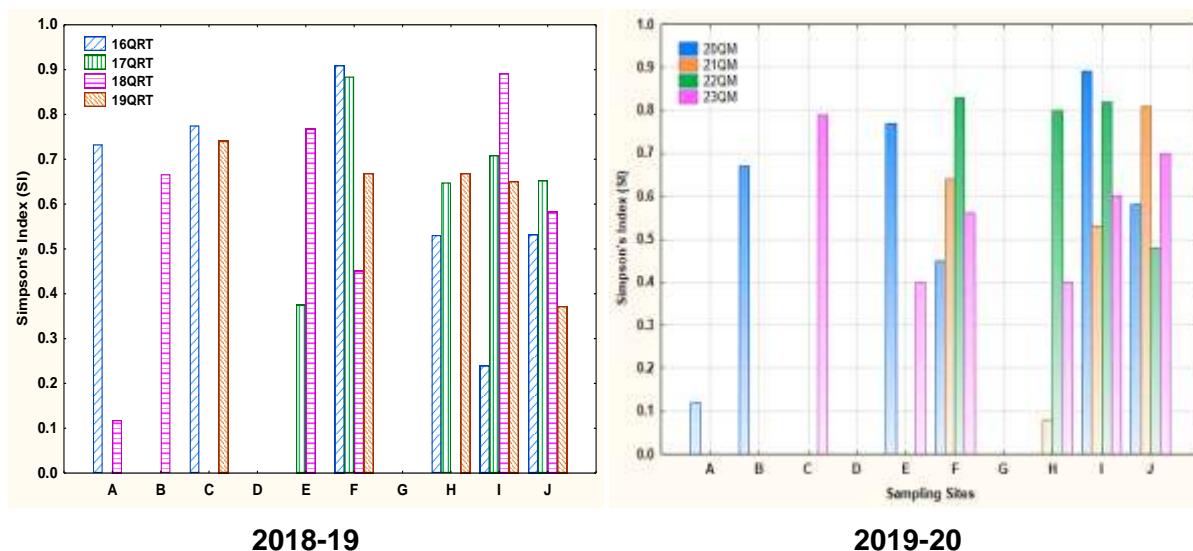 Simpson's Index (SI)
1.0
0.9
0.8
0.7
0.6
0.5
0.4
0.3
0.2
0.1
0.0
16QRT
17QRT
18QRT
19QRT
A B C D E F G H I J
2018-19
Simpson's Index (SI)
1.0
0.9
0.8
0.7
0.6
0.5
0.4
0.3
0.2
0.1
0.0
20QM
21QM
22QM
23QM
A B C D E F G H I J
Sampling Sites
2019-20